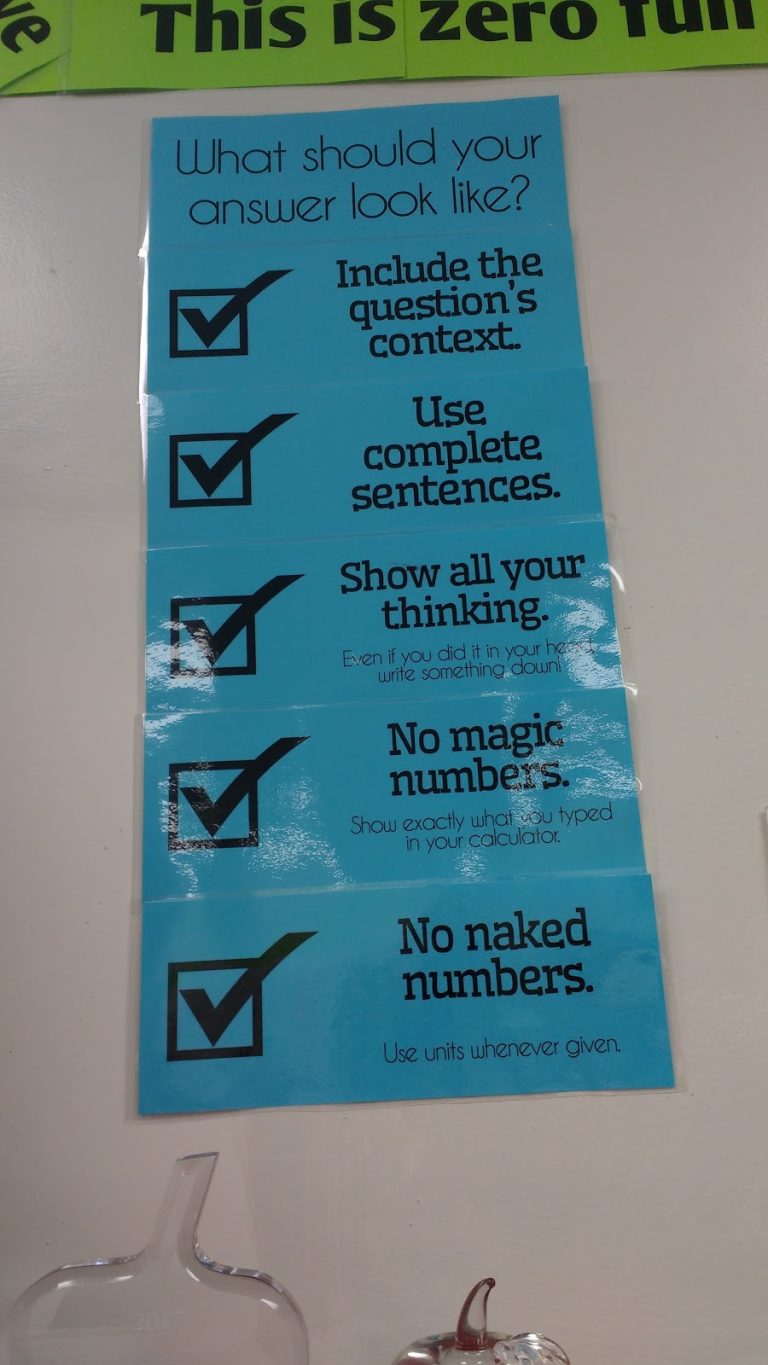 ve
This is zero fun
What should your
answer look like?
Include the
question's
context.
Use
complete
sentences.
Show all your
thinking.
Even if you did it in your head,
write something down!
No magic
numbers.
Show exactly what you typed
in your calculator.
No naked
numbers.
Use units whenever given.